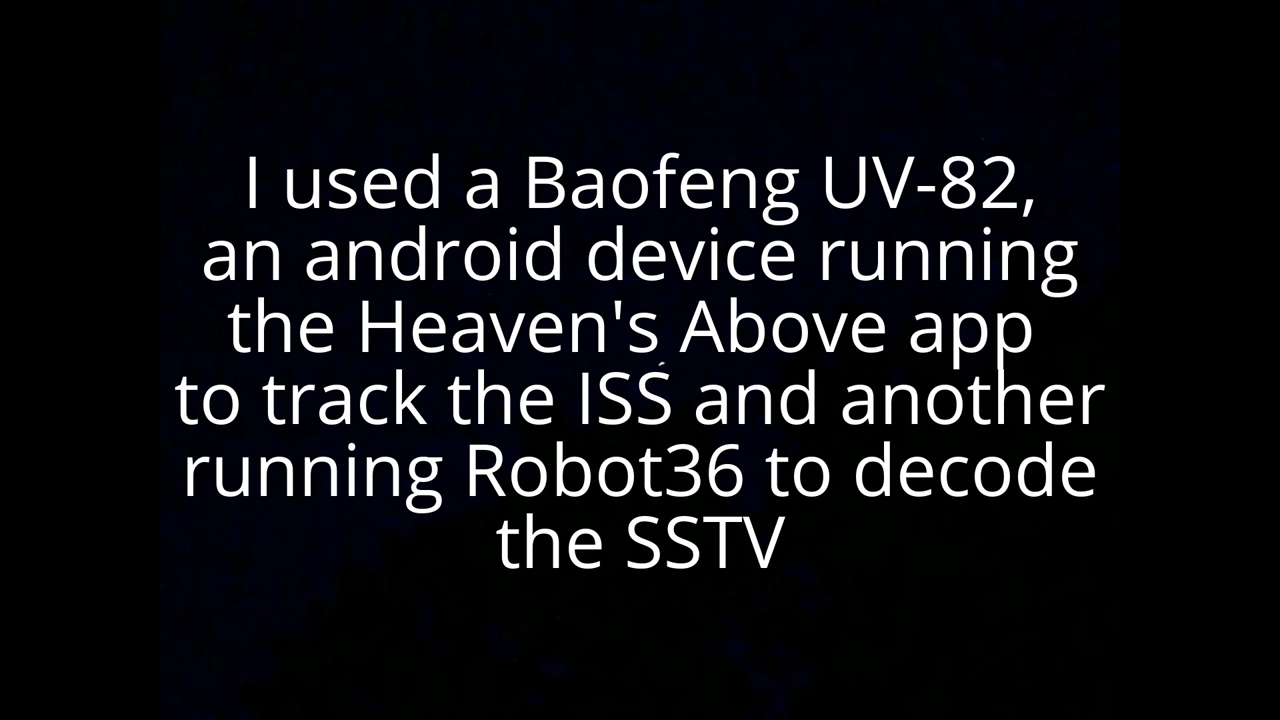 I used a Baofeng UV-82,
an android device running
the Heaven's Above app
to track the ISS and another
running Robot36 to decode
the SSTV